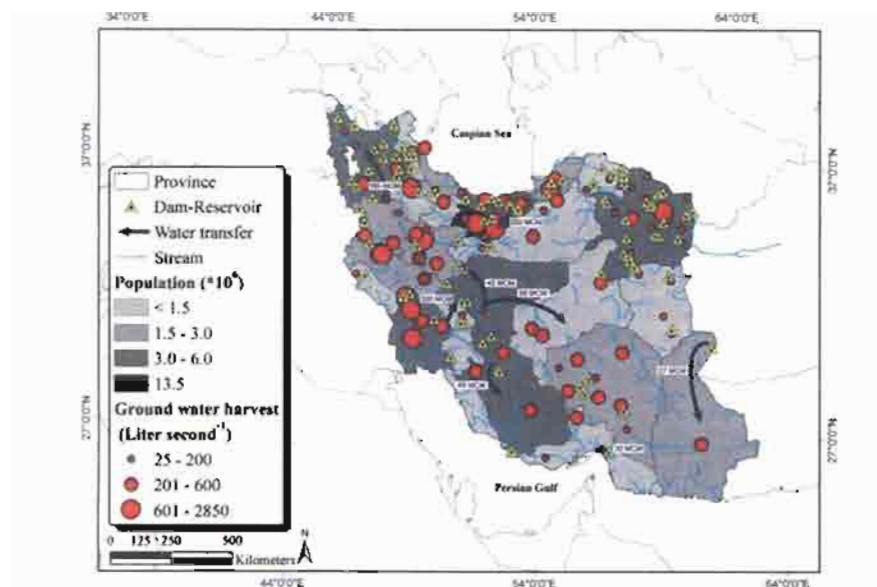 34°0'0"E
44°0'0"E
54°0'0"E
64°0'0"E
37°0'0"N
37°0'0"N
Caspian Sea
Province
Dam-Reservoir
Water transfer
Stream
Population (*10⁶)
< 1.5
1.5 - 3.0
3.0 - 6.0
13.5
Ground water harvest
(Liter second⁻¹)
25 - 200
201 - 600
601 - 2850
27°0'0"N
27°0'0"N
Persian Gulf
N
0 125 250 500
Kilometers
44°0'0"E
54°0'0"E
64°0'0"E